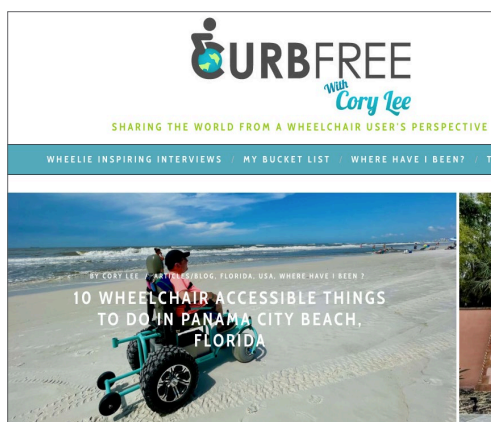 CURBFREE
With
Cory Lee
SHARING THE WORLD FROM A WHEELCHAIR USER'S PERSPECTIVE
WHEELIE INSPIRING INTERVIEWS / MY BUCKET LIST / WHERE HAVE I BEEN? / T
BY CORY LEE / ARTICLES/BLOG, FLORIDA, USA, WHERE HAVE I BEEN ?
10 WHEELCHAIR ACCESSIBLE THINGS
TO DO IN PANAMA CITY BEACH,
FLORIDA